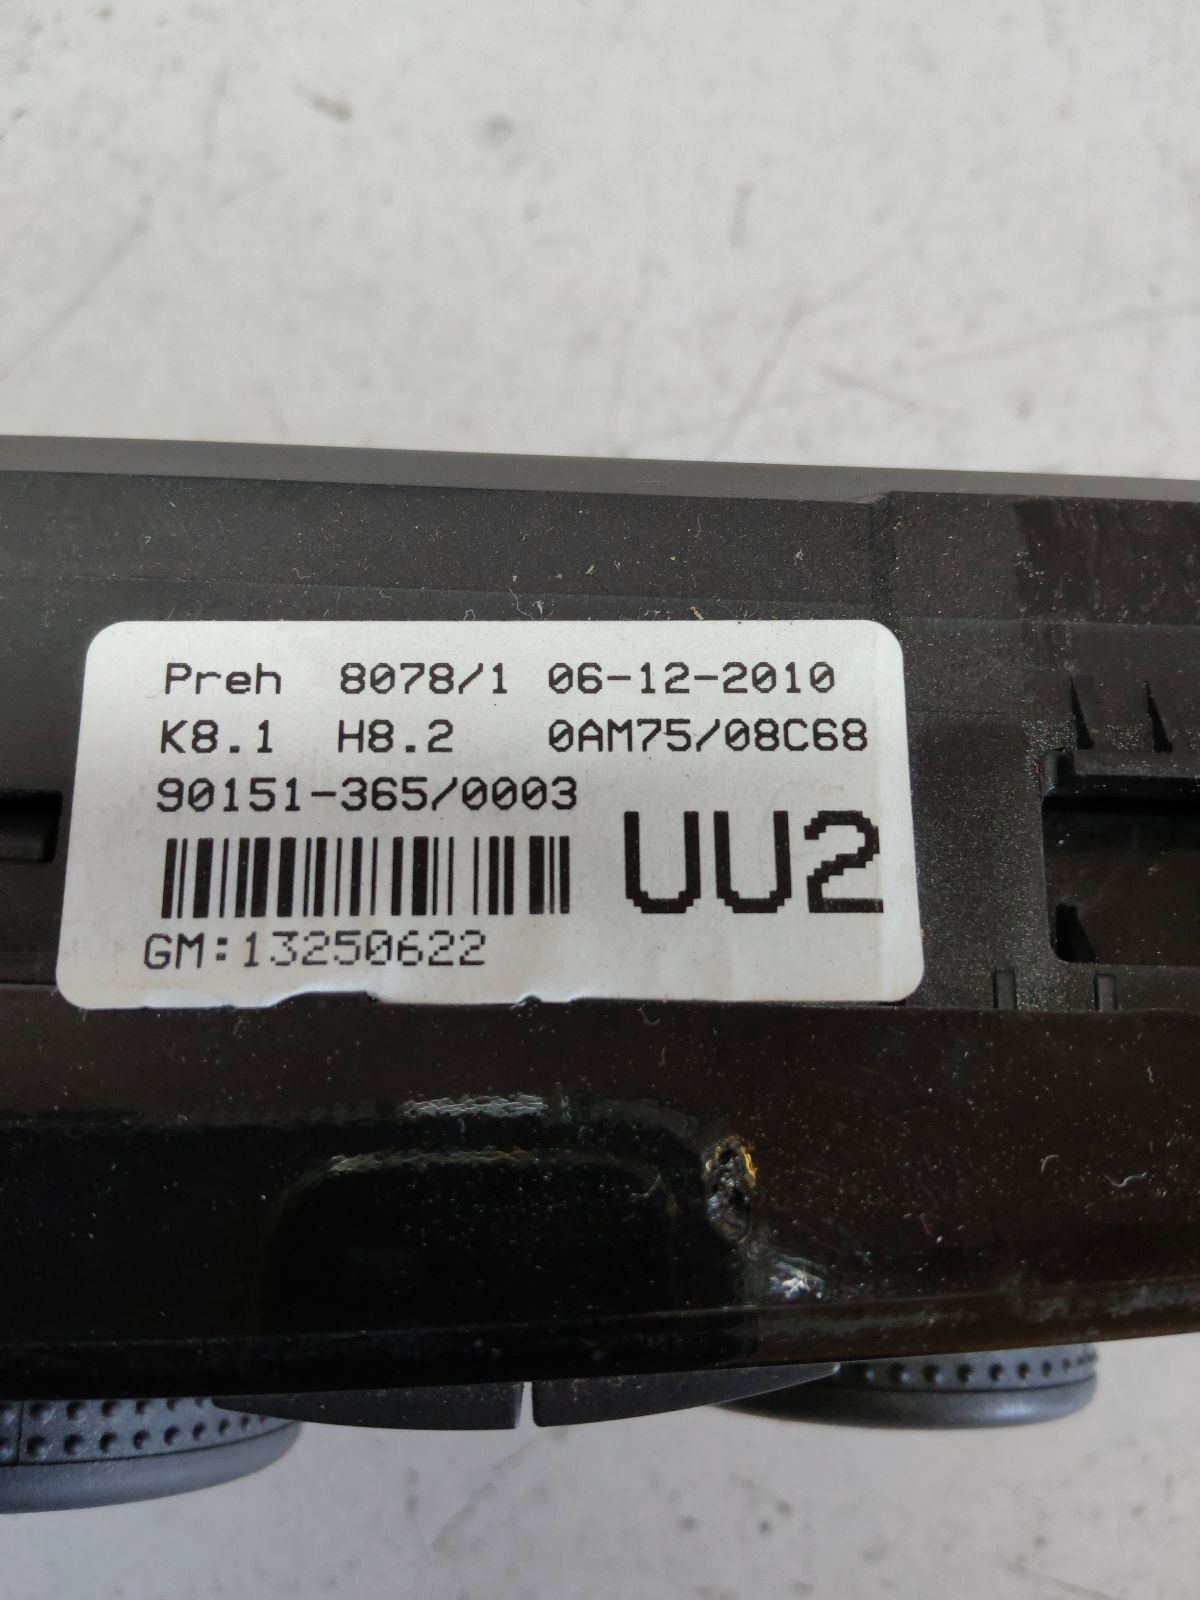 Preh 8078/1 06-12-2010
K8.1 H8.2 0AM75/08C68
90151-365/0003
UU2
GM:13250622